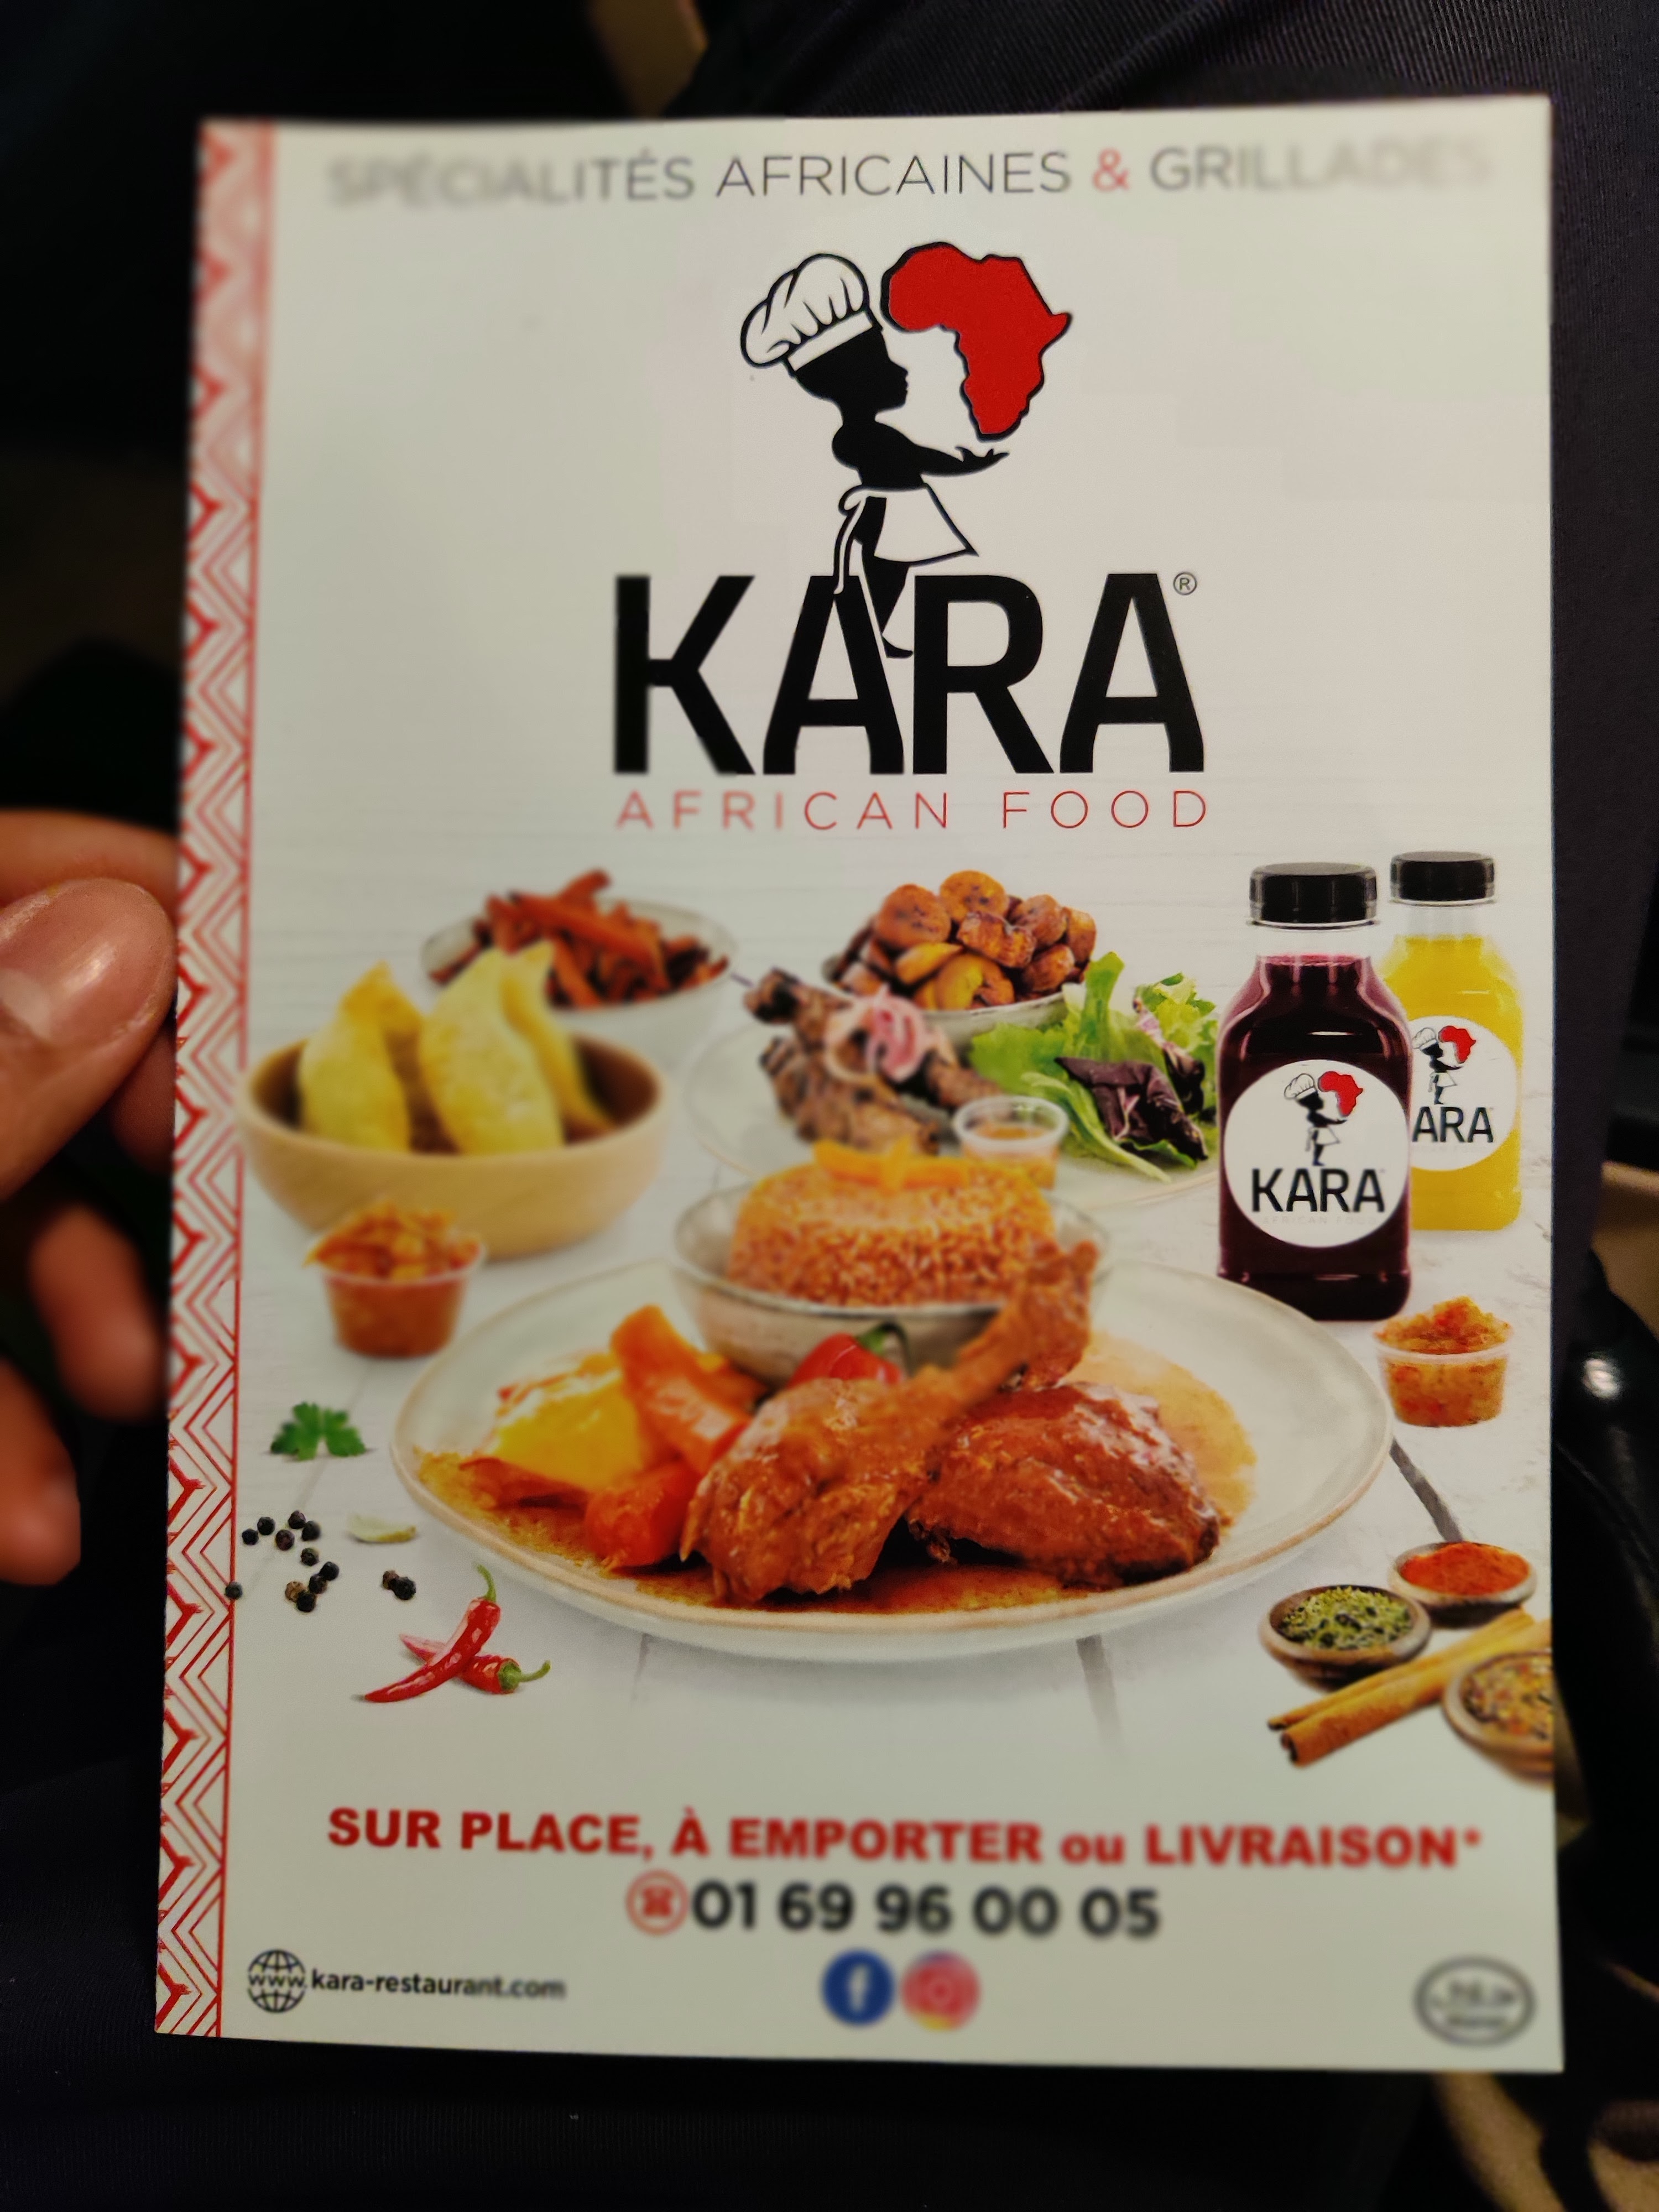 SPÉCIALITÉS AFRICAINES & GRILLADES
KARA®
AFRICAN FOOD
ARA
KARA
SUR PLACE, À EMPORTER ou LIVRAISON*
01 69 96 00 05
www.kara-restaurant.com